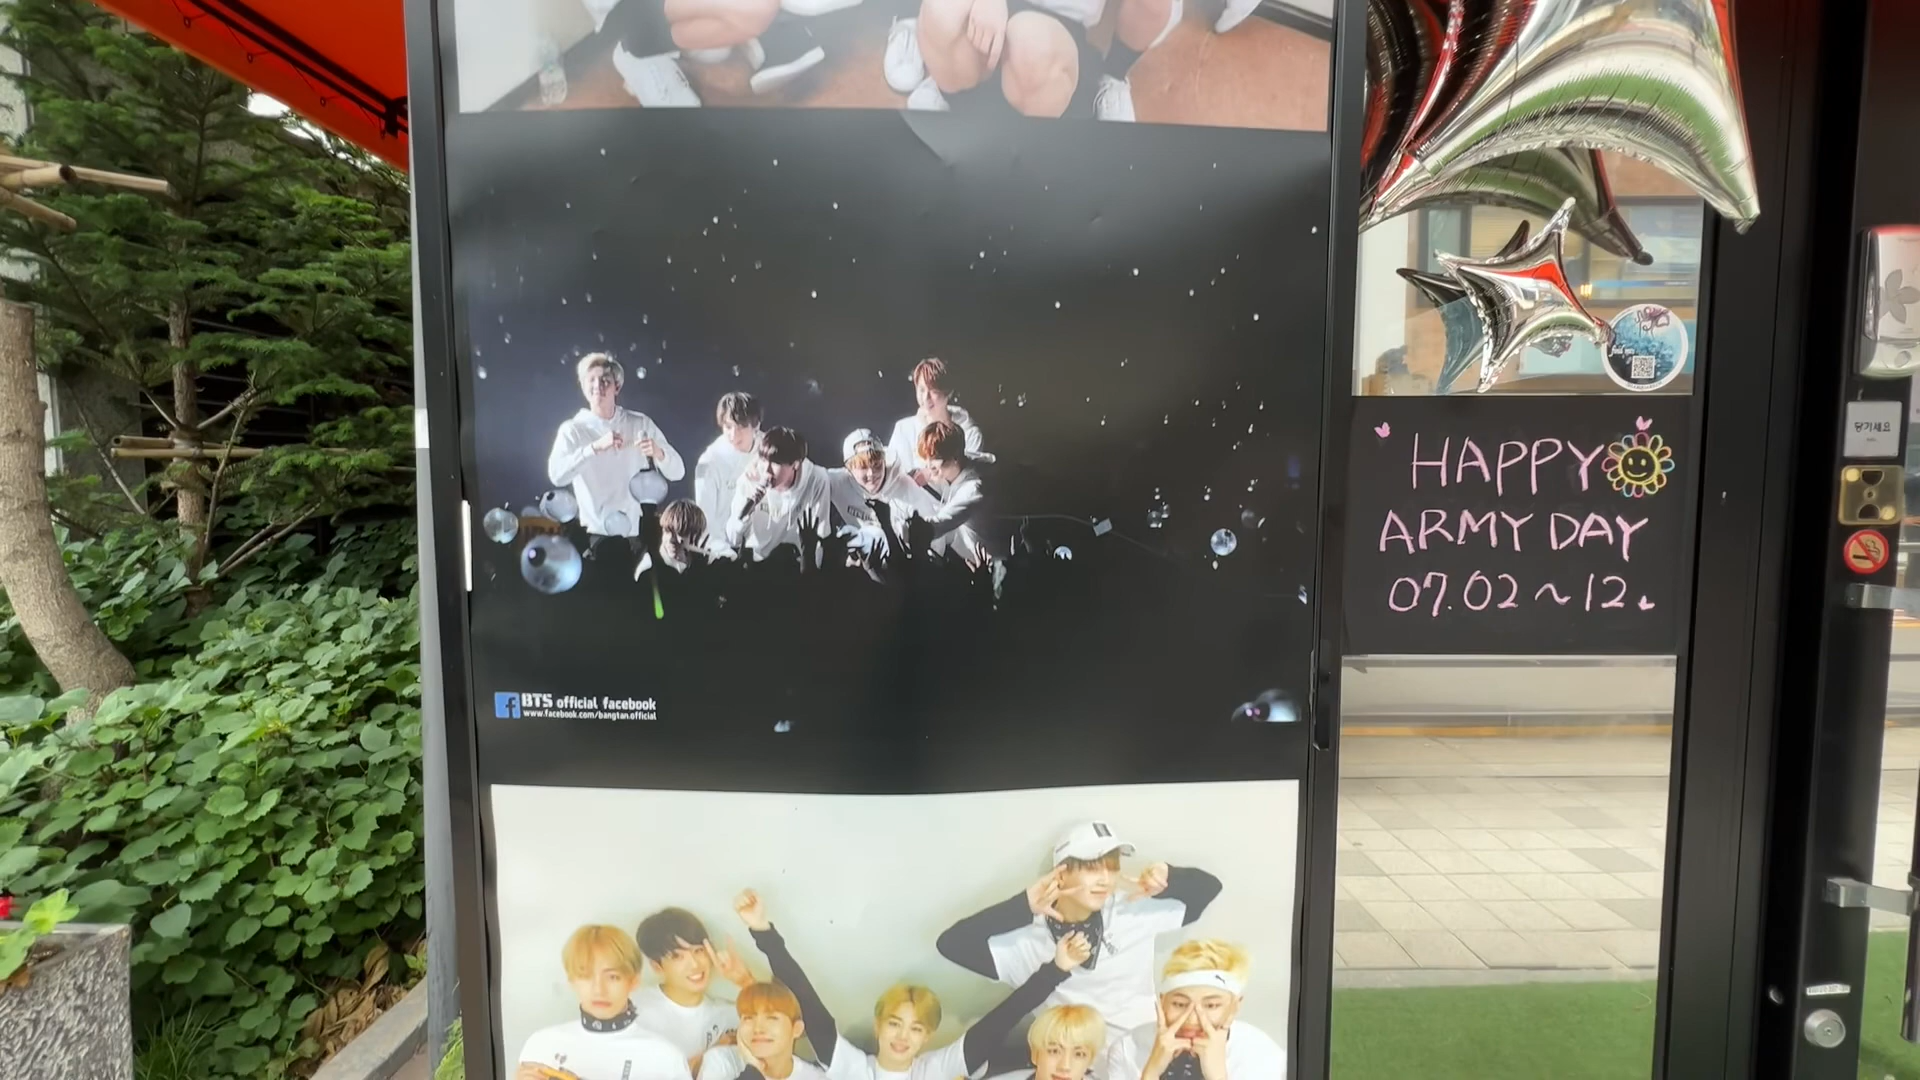 BTS official facebook
www.facebook.com/bangtan.official
HAPPY
ARMY DAY
07.02~12
당기세요